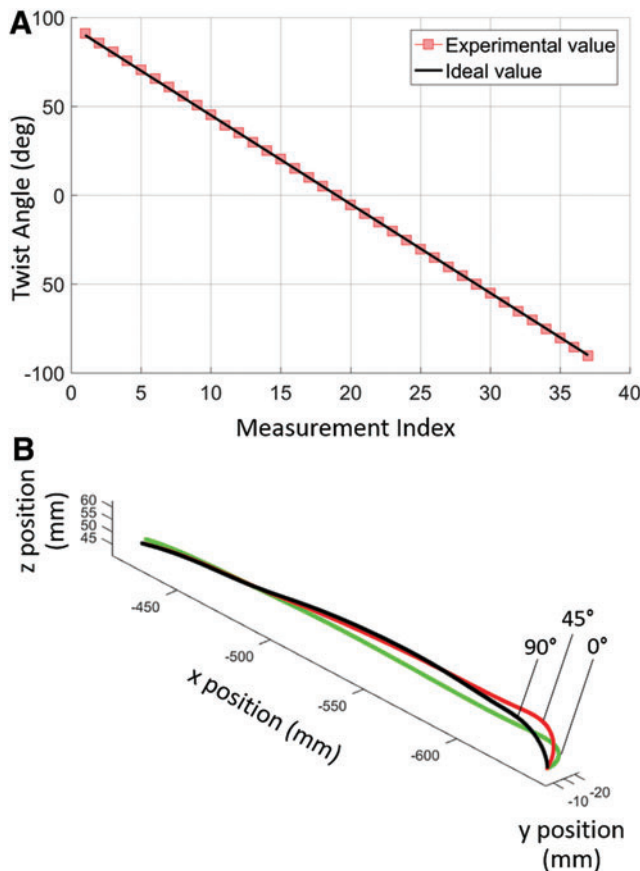 A
100
50
0
50
-100
Twist Angle (deg)
Experimental value
Ideal value
0 5 10 15 20 25 30 35 40
Measurement Index
B
z position
(mm)
60
55
50
45
-450
-500
-550
-600
x position (mm)
45°
90° 0°
-10 -20
y position
(mm)